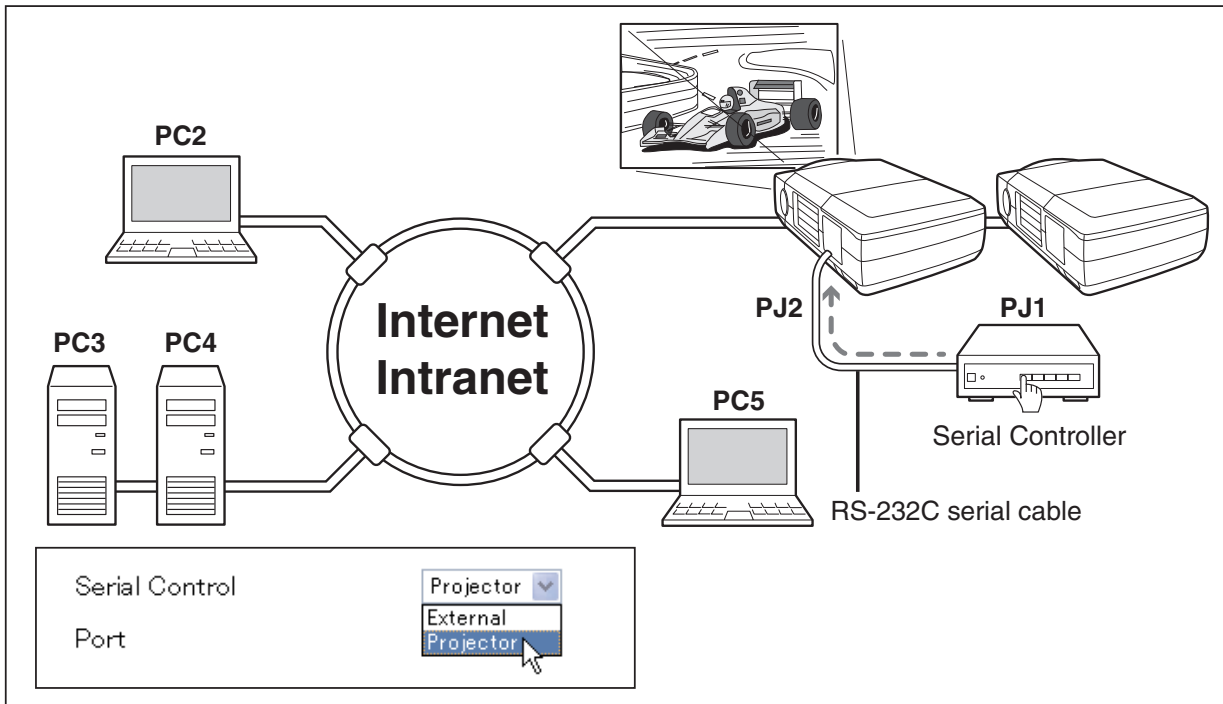 PC2
PC3
PC4
Internet
Intranet
PJ2
PJ1
PC5
Serial Controller
RS-232C serial cable
Serial Control
Projector
External
Port
Projector